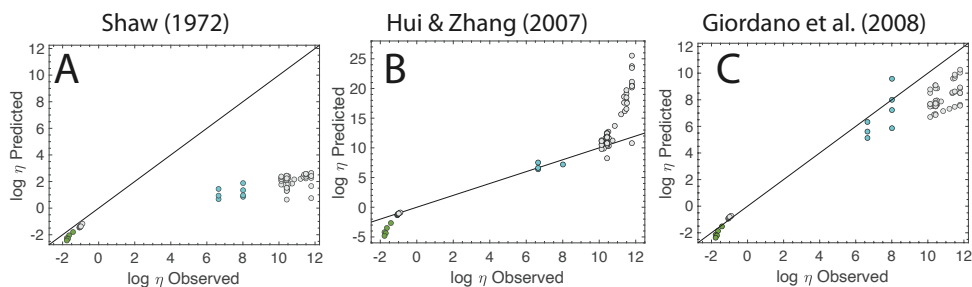 Shaw (1972)
Hui & Zhang (2007)
Giordano et al. (2008)
A
log η Predicted
12
10
8
6
4
2
0
-2
-2 0 2 4 6 8 10 12
log η Observed
B
log η Predicted
25
20
15
10
5
0
-5
-2 0 2 4 6 8 10 12
log η Observed
C
log η Predicted
12
10
8
6
4
2
0
-2
-2 0 2 4 6 8 10 12
log η Observed